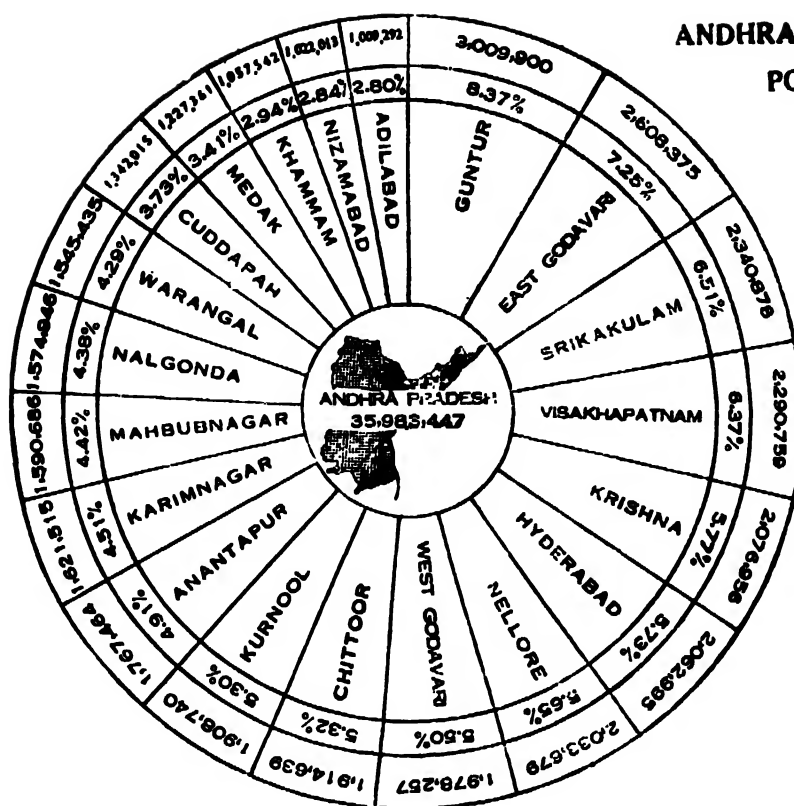 ANDHRA
PO
3,009,900
8.37%
GUNTUR
2,608,375
7.25%
EAST GODAVARI
2,340,878
6.51%
SRIKAKULAM
2,290,759
6.37%
VISAKHAPATNAM
2,076,956
5.77%
KRISHNA
2,062,995
5.73%
HYDERABAD
2,033,679
5.65%
NELLORE
1,978,257
5.50%
WEST GODAVARI
1,914,639
5.32%
CHITTOOR
1,908,740
5.30%
KURNOOL
1,767,464
4.91%
ANANTAPUR
1,621,515
4.51%
KARIMNAGAR
1,590,686
4.42%
MAHBUBNAGAR
1,574,946
4.38%
NALGONDA
1,545,435
4.29%
WARANGAL
1,342,015
3.73%
CUDDAPAH
1,227,361
3.41%
MEDAK
1,057,542
2.94%
KHAMMAM
1,022,013
2.84%
NIZAMABAD
1,009,292
2.80%
ADILABAD
ANDHRA PRADESH
35,983,447